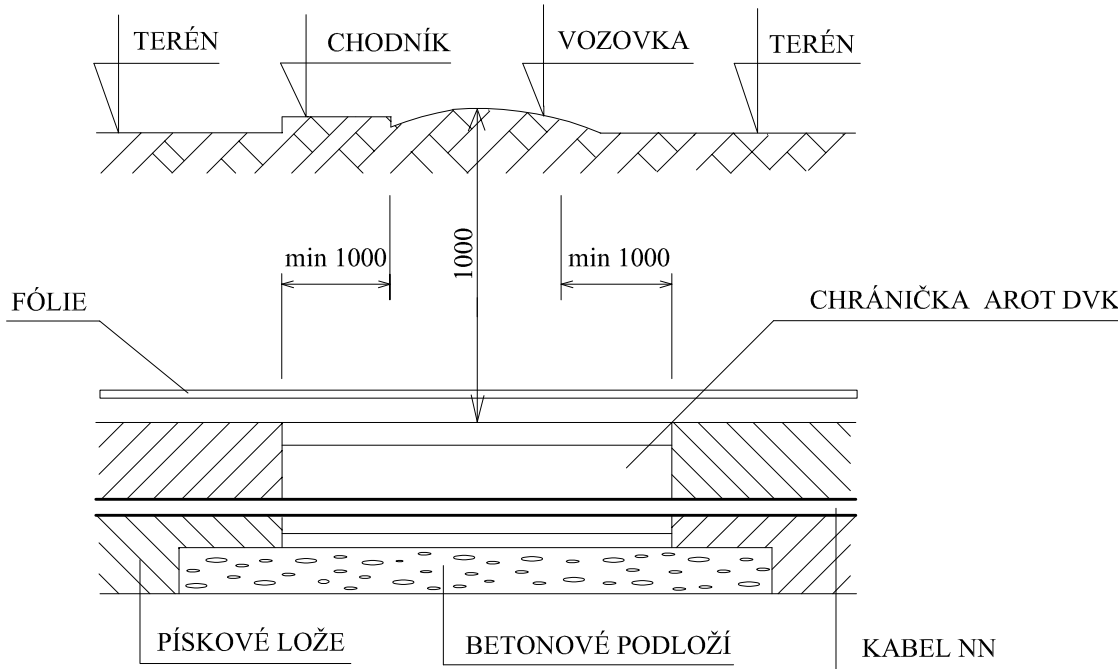 TERÉN
CHODNÍK
VOZOVKA
TERÉN
min 1000
1000
min 1000
FÓLIE
CHRÁNIČKA AROT DVK
PÍSKOVÉ LOŽE
BETONOVÉ PODLOŽÍ
KABEL NN